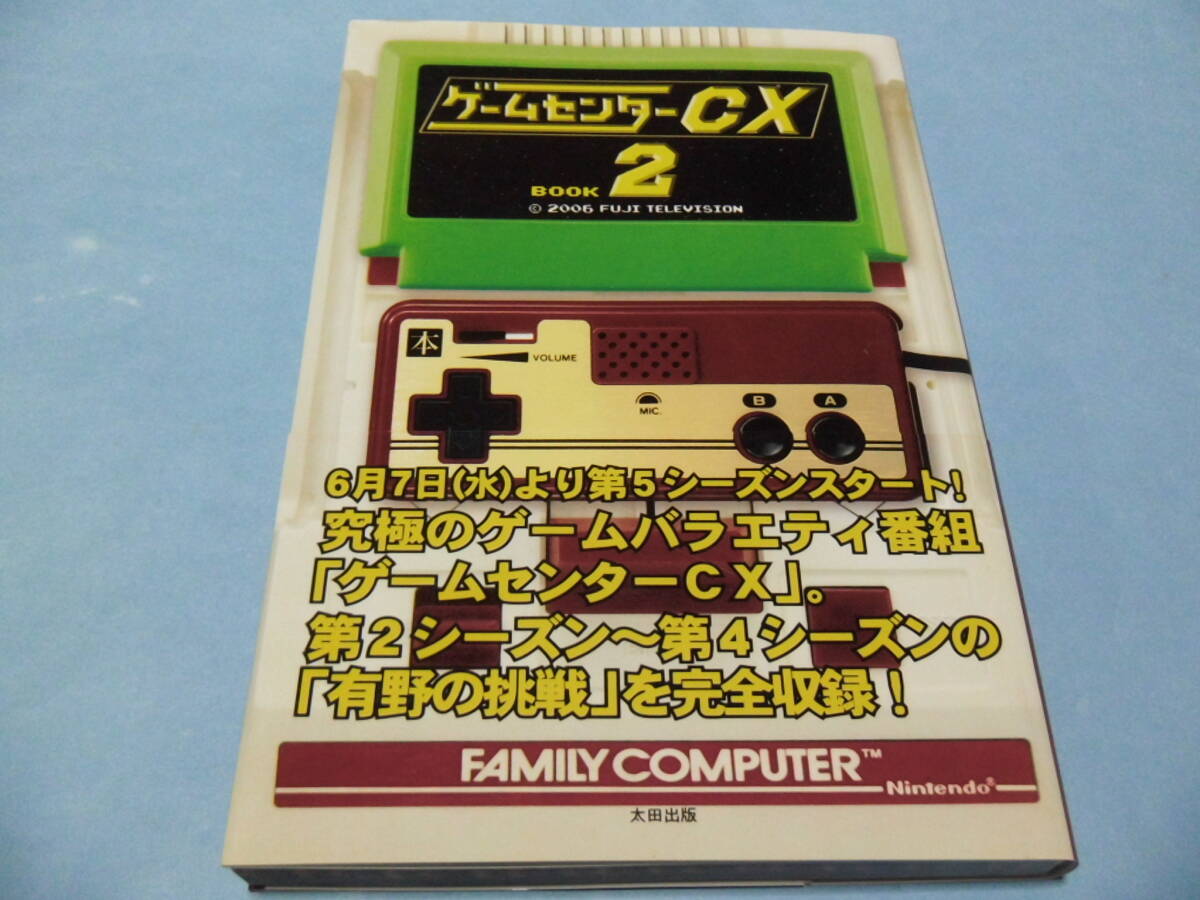 ゲームセンターCX
BOOK 2
© 2006 FUJI TELEVISION
本
VOLUME
MIC.
B A
6月7日(水)より第5シーズンスタート!
究極のゲームバラエティ番組
「ゲームセンターCX」。
第2シーズン〜第4シーズンの
「有野の挑戦」を完全収録!
FAMILY COMPUTER™
Nintendo®
太田出版